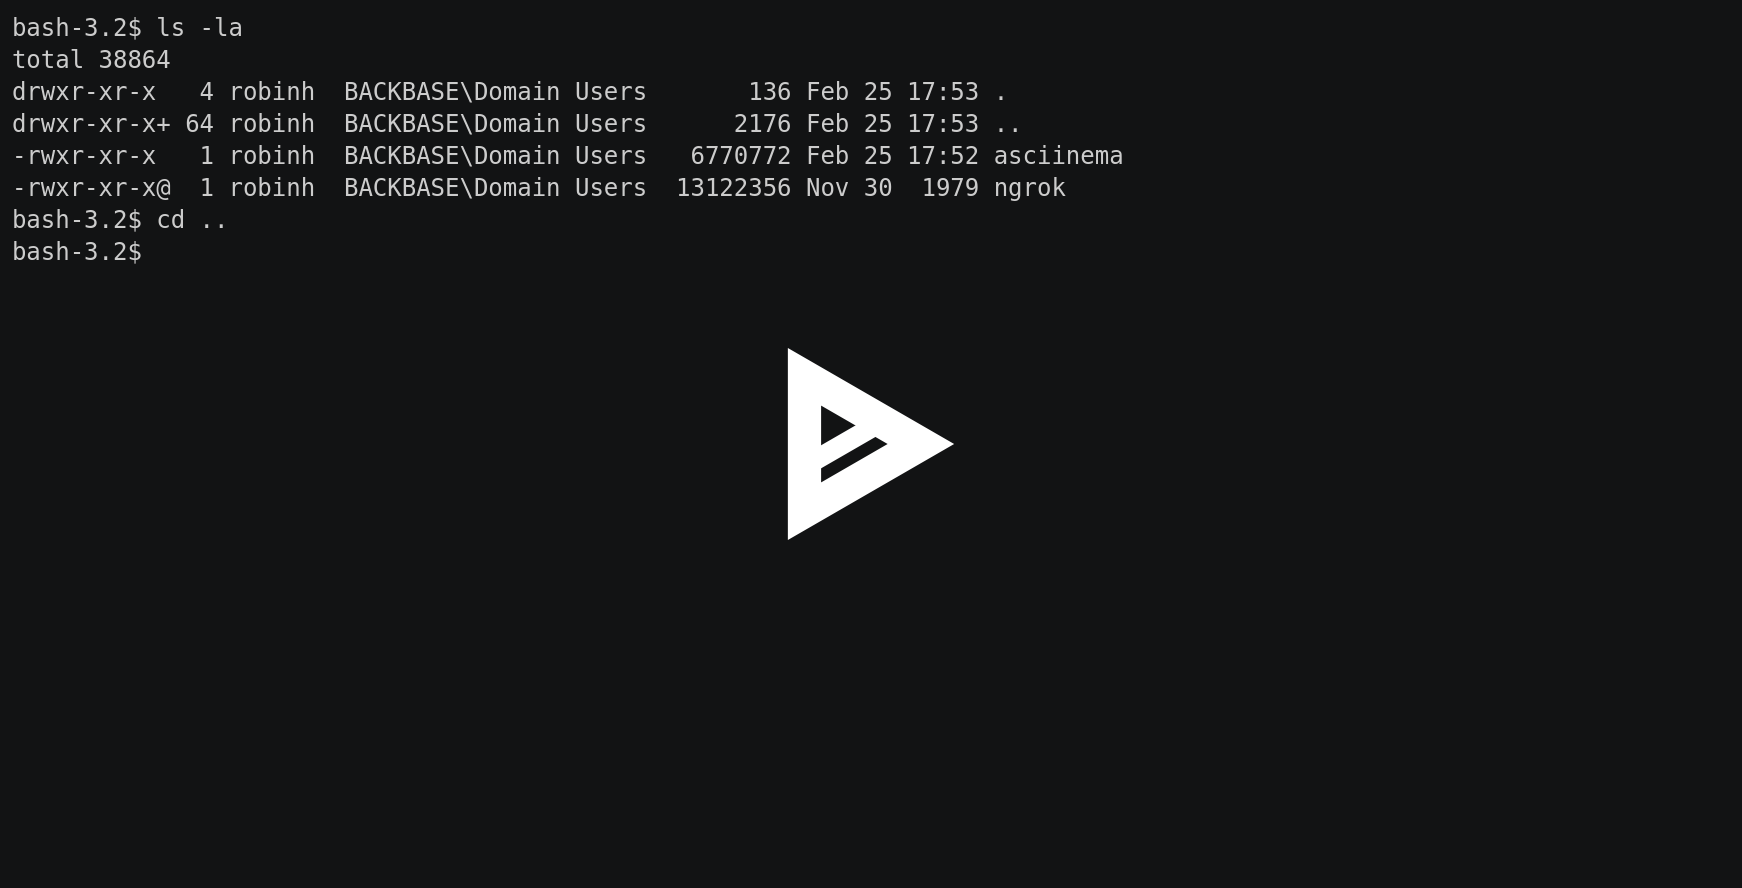 bash-3.2$ ls -la
total 38864
drwxr-xr-x   4 robinh  BACKBASE\Domain Users       136 Feb 25 17:53 .
drwxr-xr-x+ 64 robinh  BACKBASE\Domain Users      2176 Feb 25 17:53 ..
-rwxr-xr-x   1 robinh  BACKBASE\Domain Users   6770772 Feb 25 17:52 asciinema
-rwxr-xr-x@  1 robinh  BACKBASE\Domain Users  13122356 Nov 30  1979 ngrok
bash-3.2$ cd ..
bash-3.2$